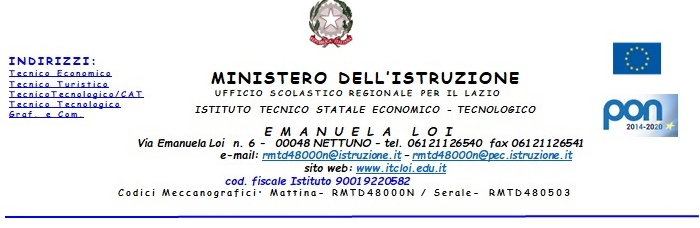 INDIRIZZI:
Tecnico Economico
Tecnico Turistico
TecnicoTecnologico/CAT
Tecnico Tecnologico
Graf. e Com.
MINISTERO DELL'ISTRUZIONE
UFFICIO SCOLASTICO REGIONALE PER IL LAZIO
ISTITUTO TECNICO STATALE ECONOMICO - TECNOLOGICO
EMANUELA LOI
Via Emanuela Loi n. 6 - 00048 NETTUNO - tel. 06121126540 fax 06121126541
e-mail: rmtd48000n@istruzione.it - rmtd48000n@pec.istruzione.it
sito web: www.itcloi.edu.it
cod. fiscale Istituto 90019220582
Codici Meccanografici· Mattina- RMTD48000N / Serale- RMTD480503
pon
2014-2020